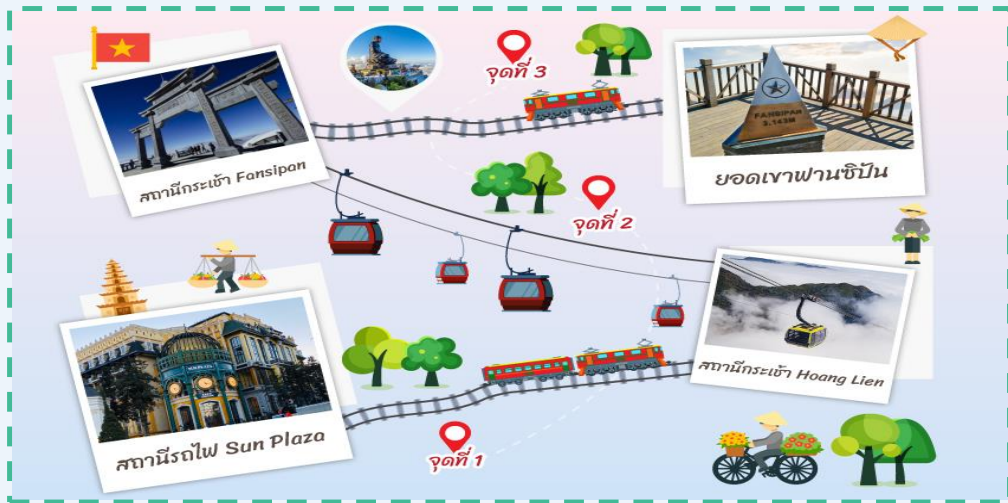 จุดที่ 3
สถานีกระเช้า Fansipan
FANSIPAN
3.143M
ยอดเขาฟานซิปัน
จุดที่ 2
สถานีกระเช้า Hoang Lien
สถานีรถไฟ Sun Plaza
จุดที่ 1